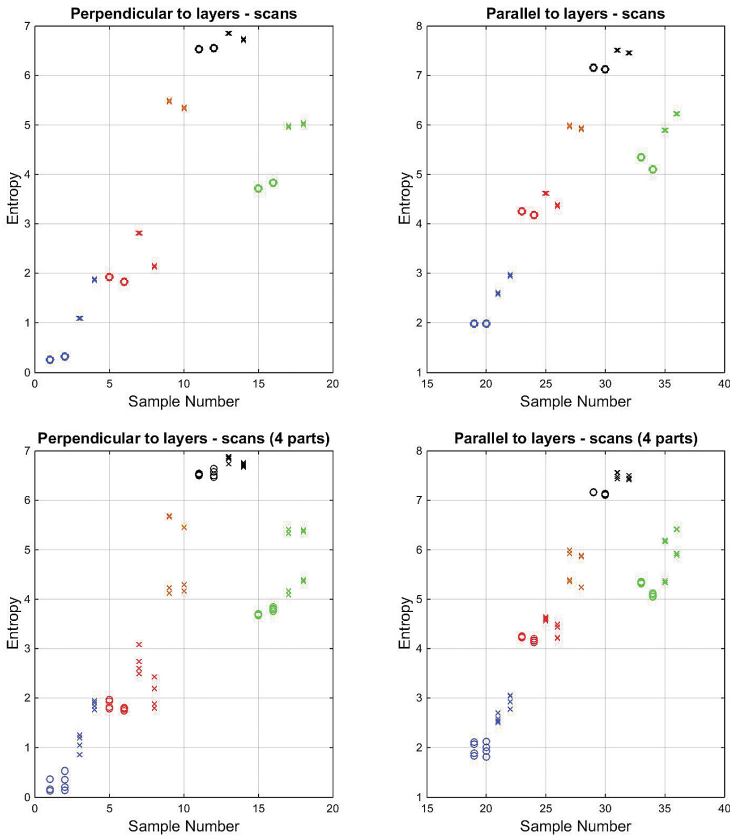 Perpendicular to layers - scans
Entropy
7
6
5
4
3
2
1
0
0 5 10 15 20
Sample Number
Parallel to layers - scans
Entropy
8
7
6
5
4
3
2
1
15 20 25 30 35 40
Sample Number
Perpendicular to layers - scans (4 parts)
Entropy
7
6
5
4
3
2
1
0
0 5 10 15 20
Sample Number
Parallel to layers - scans (4 parts)
Entropy
8
7
6
5
4
3
2
1
15 20 25 30 35 40
Sample Number